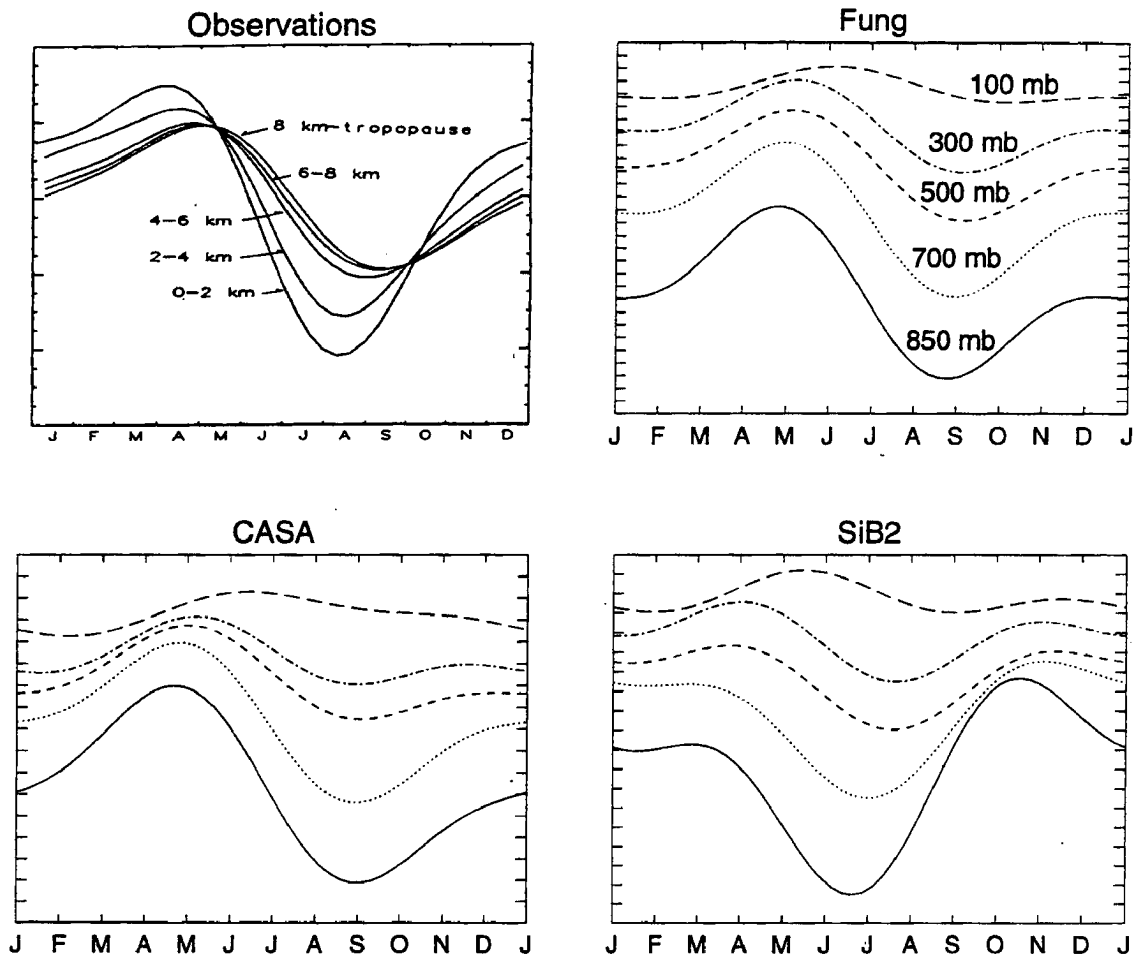 Observations
8 km-tropopause
6-8 km
4-6 km
2-4 km
0-2 km
J F M A M J J A S O N D
Fung
100 mb
300 mb
500 mb
700 mb
850 mb
J F M A M J J A S O N D J
CASA
J F M A M J J A S O N D J
SiB2
J F M A M J J A S O N D J